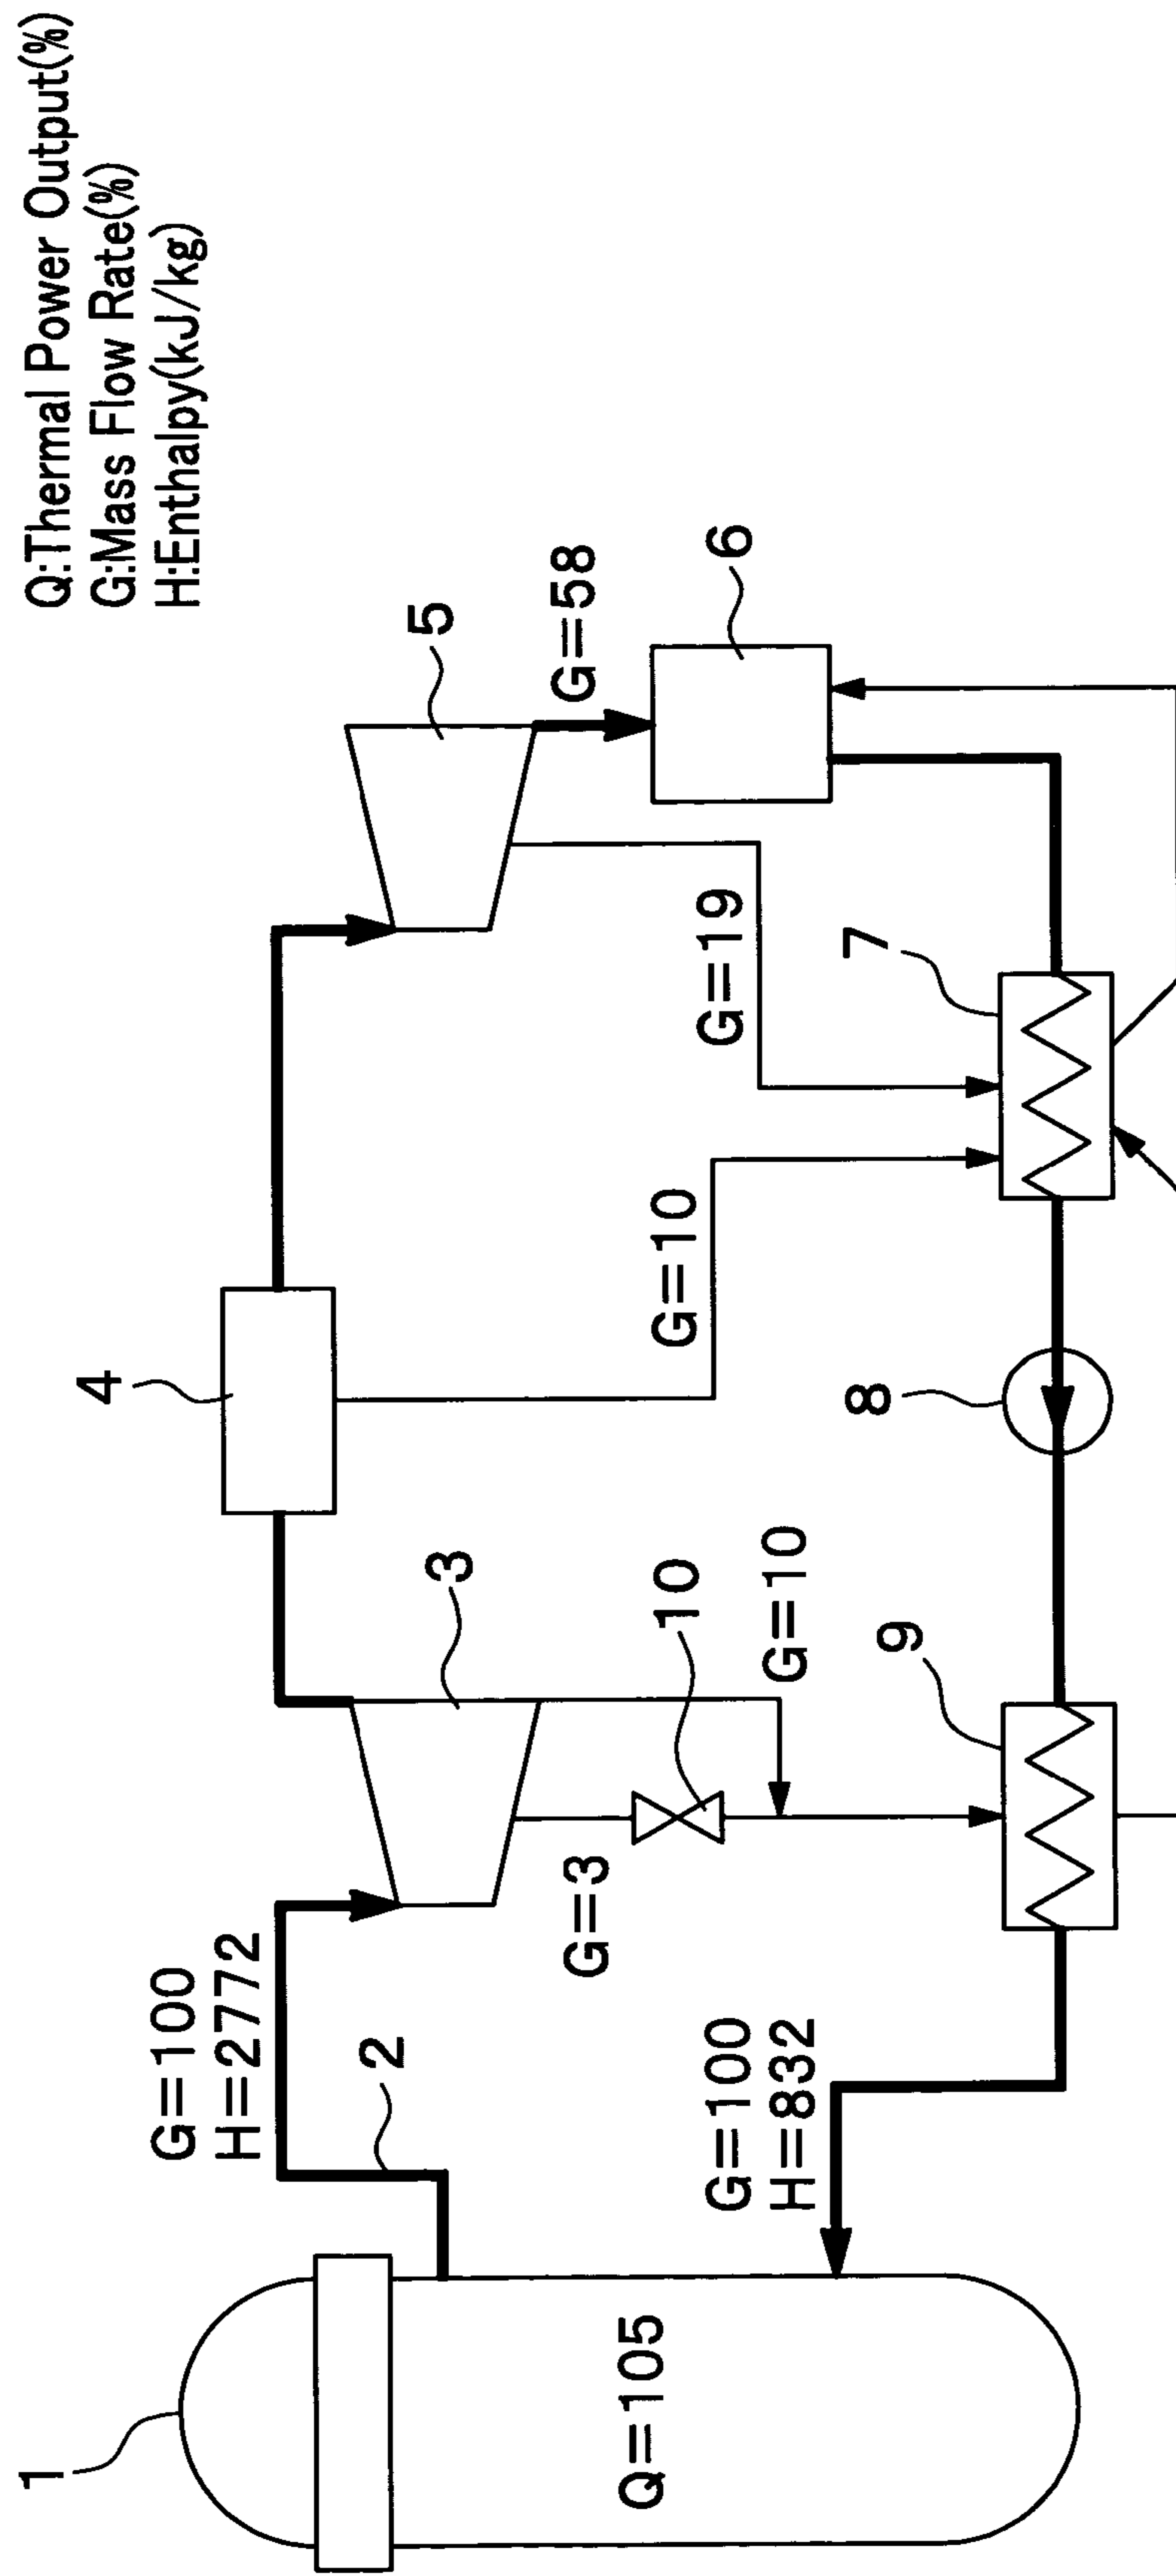 Q:Thermal Power Output(%)
G:Mass Flow Rate(%)
H:Enthalpy(kJ/kg)
1
Q=105
2
G=100
H=2772
3
4
5
G=58
6
G=3
10
G=10
G=10
G=19
7
8
9
G=100
H=832